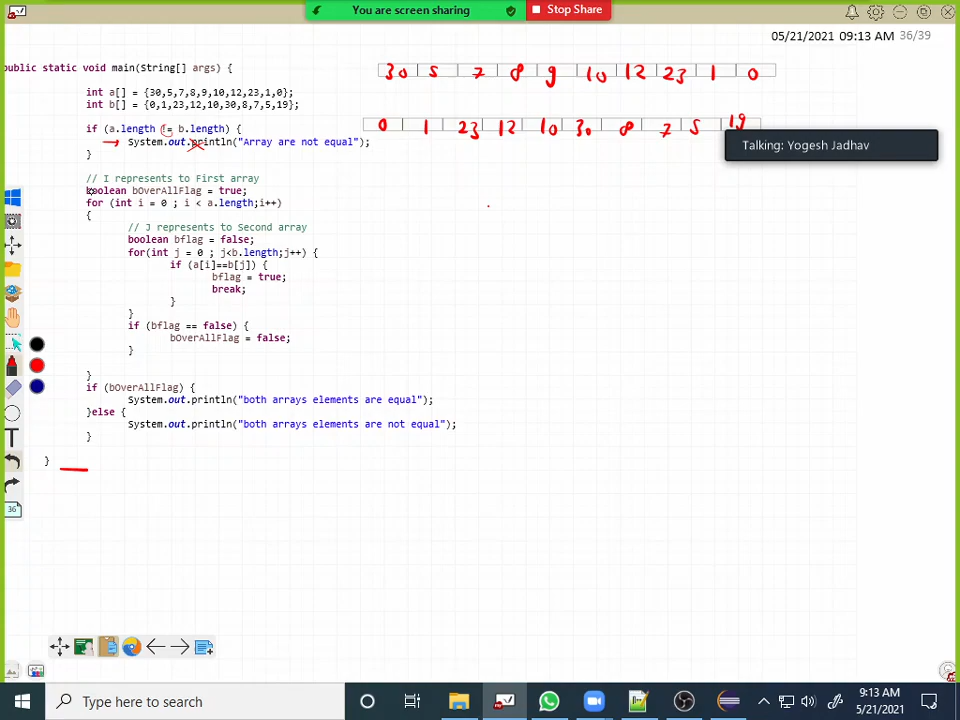 You are screen sharing
Stop Share
05/21/2021 09:13 AM 36/39
public static void main(String[] args) {
30 5 7 8 9 10 12 23 1 0
int a[] = {30,5,7,8,9,10,12,23,1,0};
int b[] = {0,1,23,12,10,30,8,7,5,19};
0 1 23 12 10 30 8 7 5 19
if (a.length != b.length) {
System.out.println("Array are not equal");
}
Talking: Yogesh Jadhav
// I represents to First array
boolean bOverAllFlag = true;
for (int i = 0 ; i < a.length;i++)
{
// J represents to Second array
boolean bflag = false;
for(int j = 0 ; j<b.length;j++) {
if (a[i]==b[j]) {
bflag = true;
break;
}
}
if (bflag == false) {
bOverAllFlag = false;
}
}
if (bOverAllFlag) {
System.out.println("both arrays elements are equal");
}else {
System.out.println("both arrays elements are not equal");
}
}
T
36
Type here to search
9:13 AM
5/21/2021